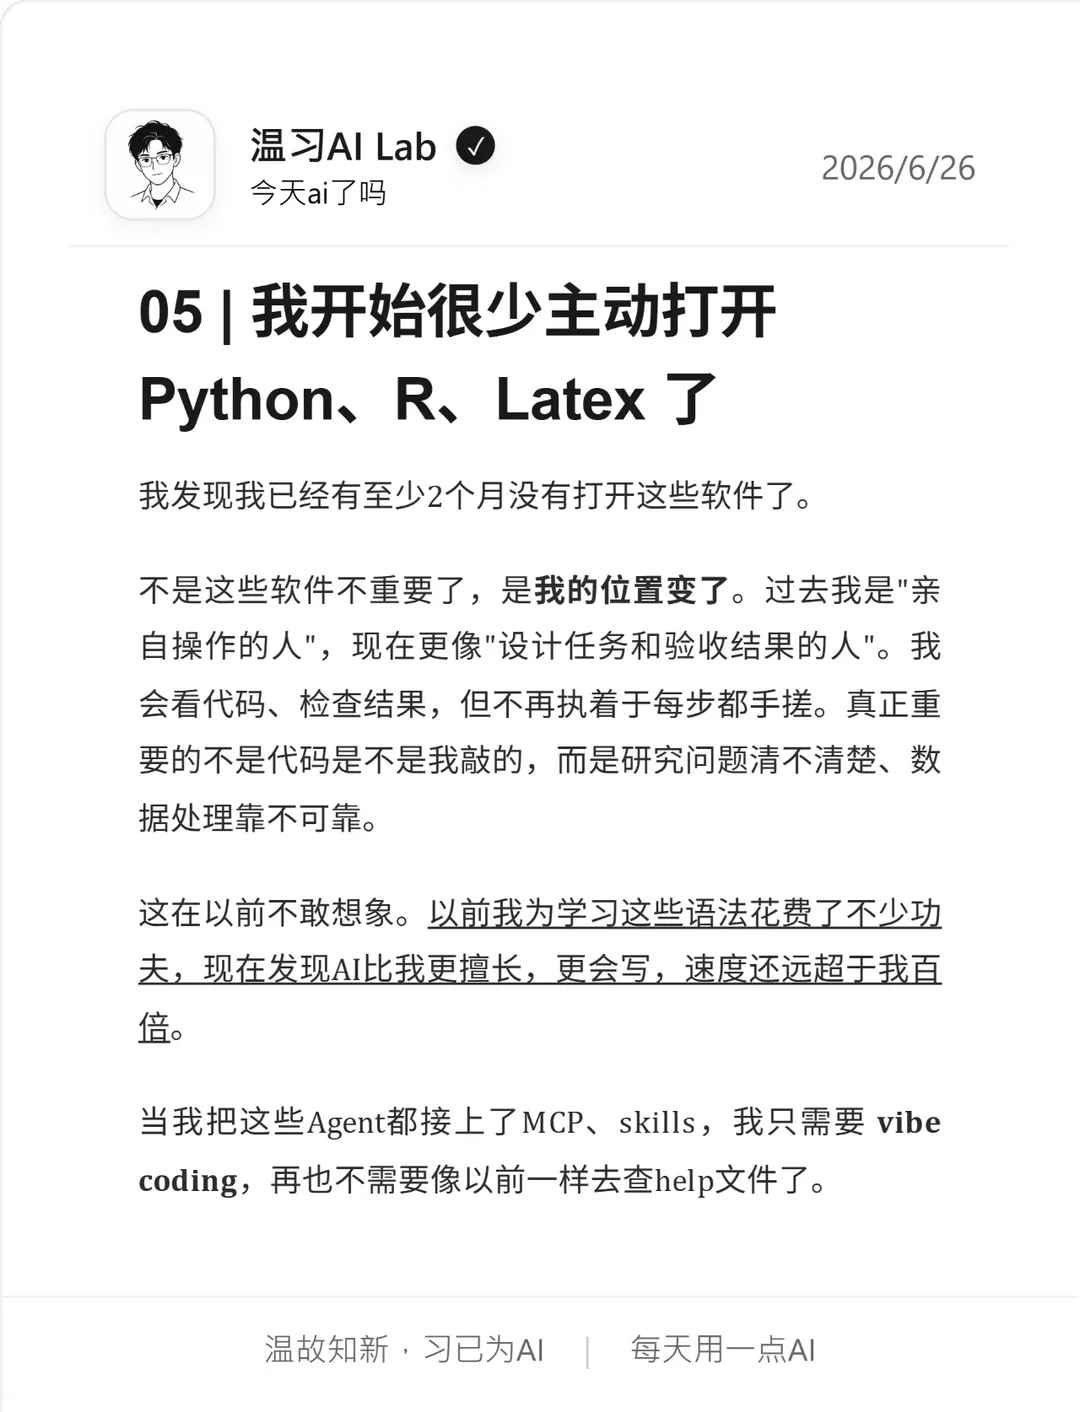 温习AI Lab
今天ai了吗
2026/6/26
05 | 我开始很少主动打开
Python、R、Latex 了
我发现我已经有至少2个月没有打开这些软件了。
不是这些软件不重要了，是我的位置变了。过去我是"亲
自操作的人"，现在更像"设计任务和验收结果的人"。我
会看代码、检查结果，但不再执着于每步都手搓。真正重
要的不是代码是不是我敲的，而是研究问题清不清楚、数
据处理靠不可靠。
这在以前不敢想象。以前我为学习这些语法花费了不少功
夫，现在发现AI比我更擅长，更会写，速度还远超于我百
倍。
当我把这些Agent都接上了MCP、skills，我只需要 vibe
coding，再也不需要像以前一样去查help文件了。
温故知新，习已为AI | 每天用一点AI